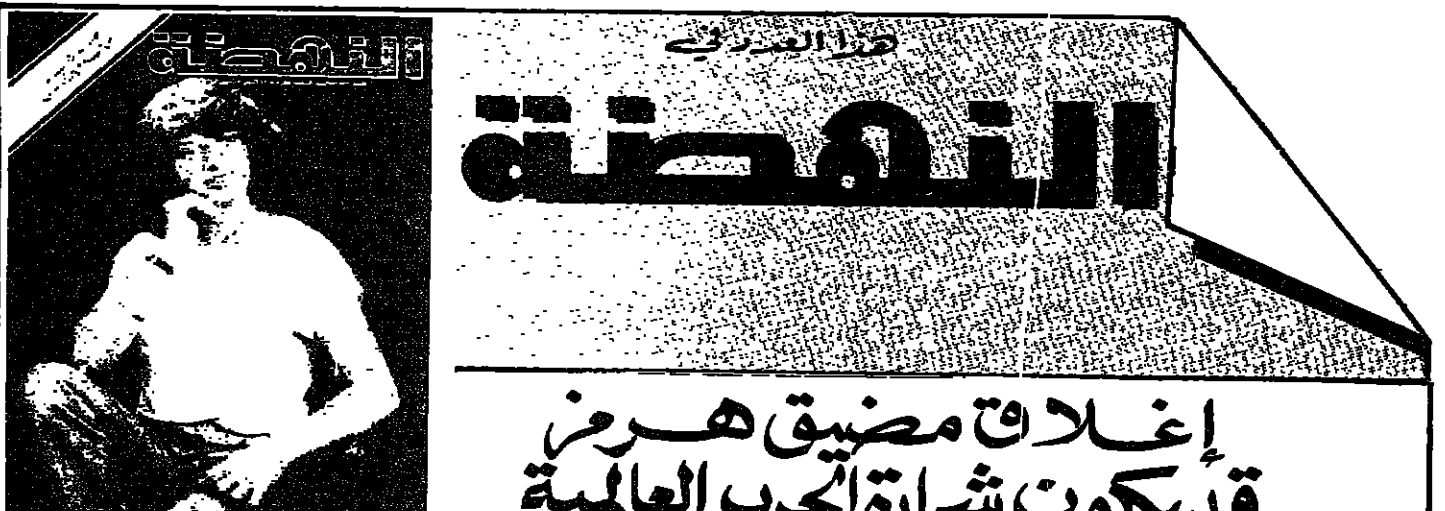 هذا العدد في
النهضة
النهضة
إغلاق مضيق هرمز
قد يكون شرارة الحرب العالمية